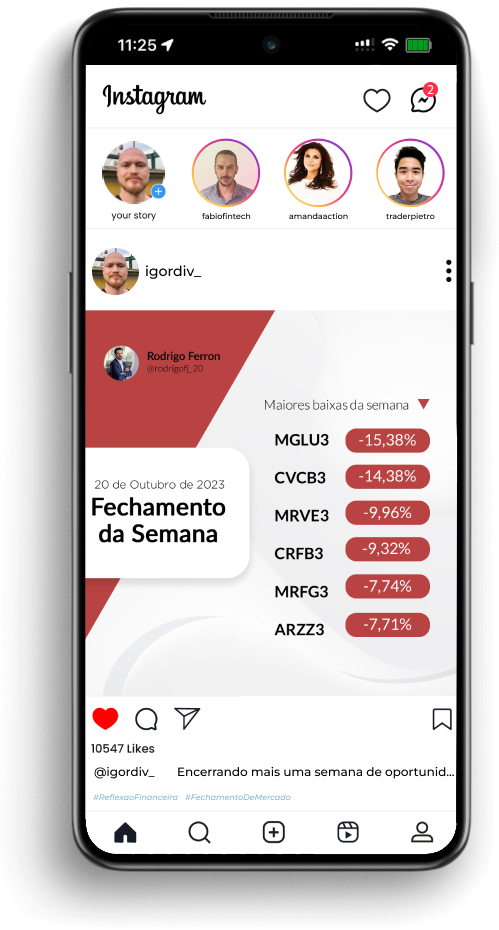 11:25
Instagram
2
your story
fabiofintech
amandaaction
traderpietro
igordiv_
Rodrigo Ferron
@rodrigofj_20
Maiores baixas da semana
MGLU3 -15,38%
CVCB3 -14,38%
MRVE3 -9,96%
CRFB3 -9,32%
MRFG3 -7,74%
ARZZ3 -7,71%
20 de Outubro de 2023
Fechamento
da Semana
10547 Likes
@igordiv_ Encerrando mais uma semana de oportunid...
#ReflexaoFinanceira #FechamentoDeMercado